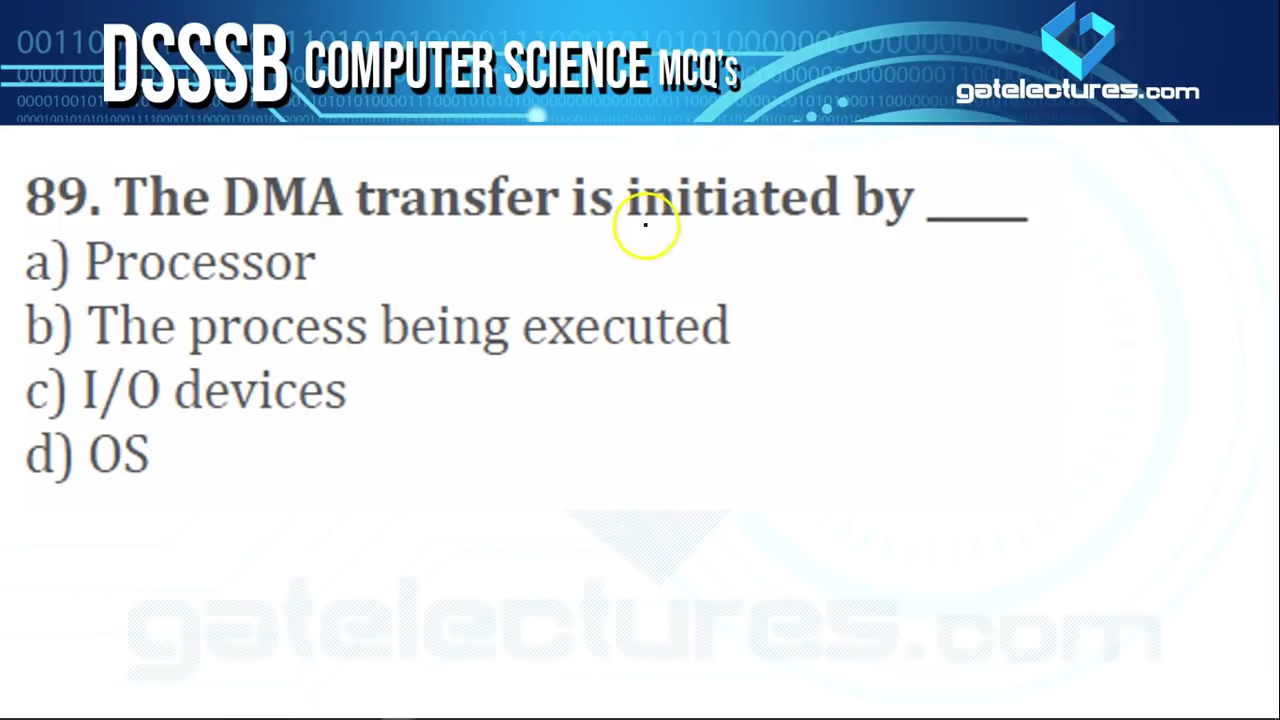 DSSSB COMPUTER SCIENCE MCQ's
gatelectures.com
89. The DMA transfer is initiated by ____
a) Processor
b) The process being executed
c) I/O devices
d) OS
gatelectures.com